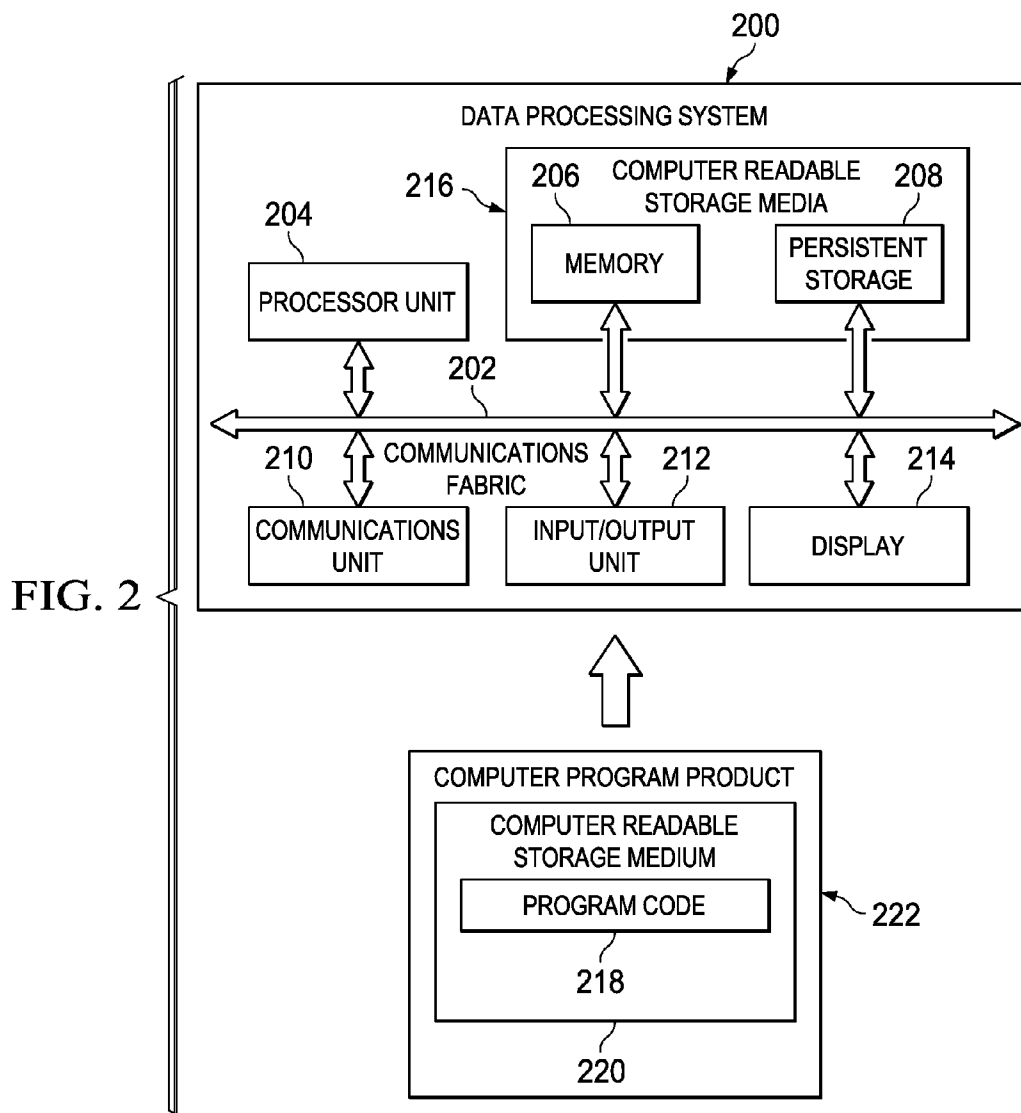 200
DATA PROCESSING SYSTEM
216
206
COMPUTER READABLE
STORAGE MEDIA
208
204
MEMORY
PERSISTENT
STORAGE
PROCESSOR UNIT
202
210
COMMUNICATIONS
FABRIC
212
214
COMMUNICATIONS
UNIT
INPUT/OUTPUT
UNIT
DISPLAY
FIG. 2
COMPUTER PROGRAM PRODUCT
COMPUTER READABLE
STORAGE MEDIUM
PROGRAM CODE
222
218
220